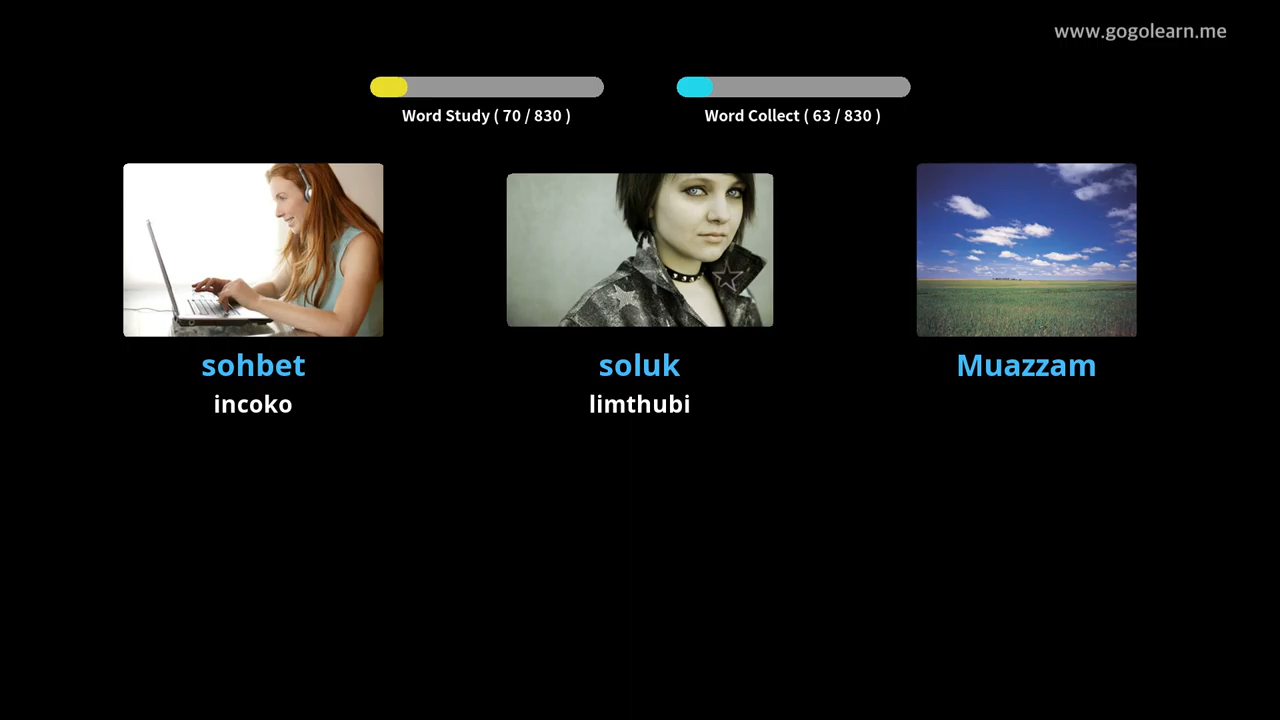 www.gogolearn.me
Word Study ( 70 / 830 )
Word Collect ( 63 / 830 )
sohbet
incoko
soluk
limthubi
Muazzam